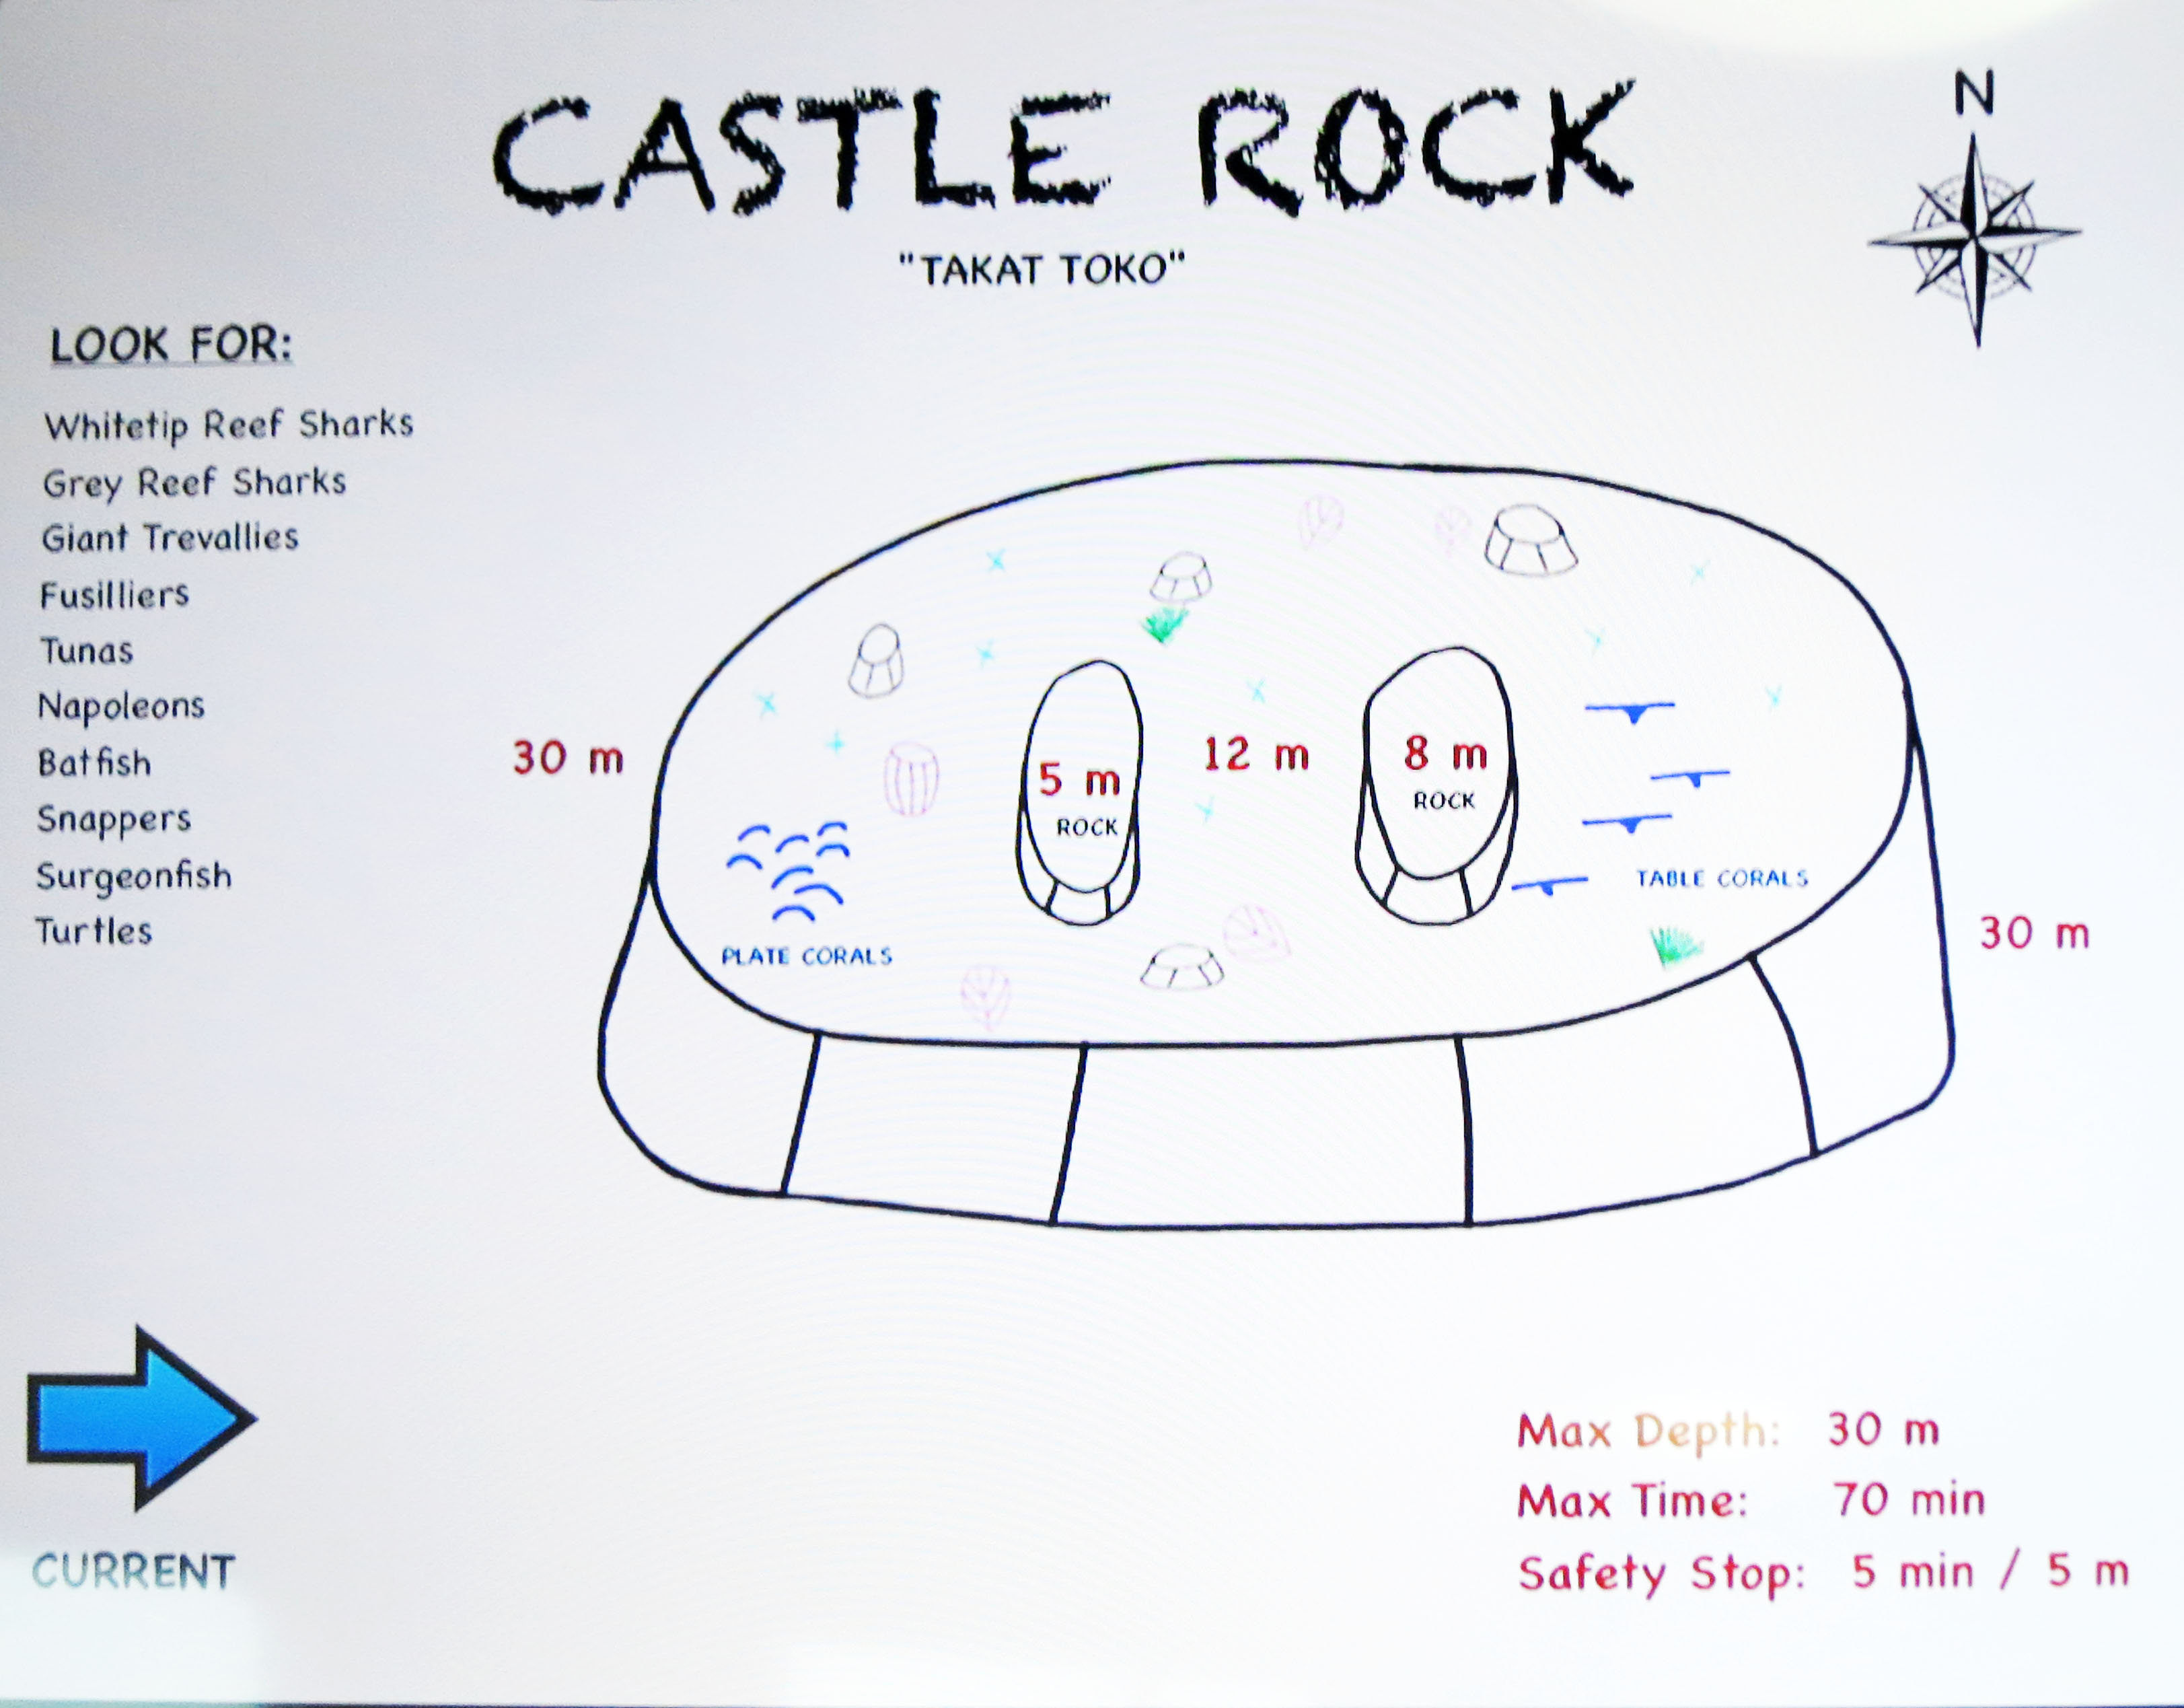 CASTLE ROCK
"TAKAT TOKO"
N
LOOK FOR:
Whitetip Reef Sharks
Grey Reef Sharks
Giant Trevallies
Fusilliers
Tunas
Napoleons
Batfish
Snappers
Surgeonfish
Turtles
30 m
5 m
ROCK
12 m
8 m
ROCK
TABLE CORALS
PLATE CORALS
30 m
CURRENT
Max Depth: 30 m
Max Time: 70 min
Safety Stop: 5 min / 5 m